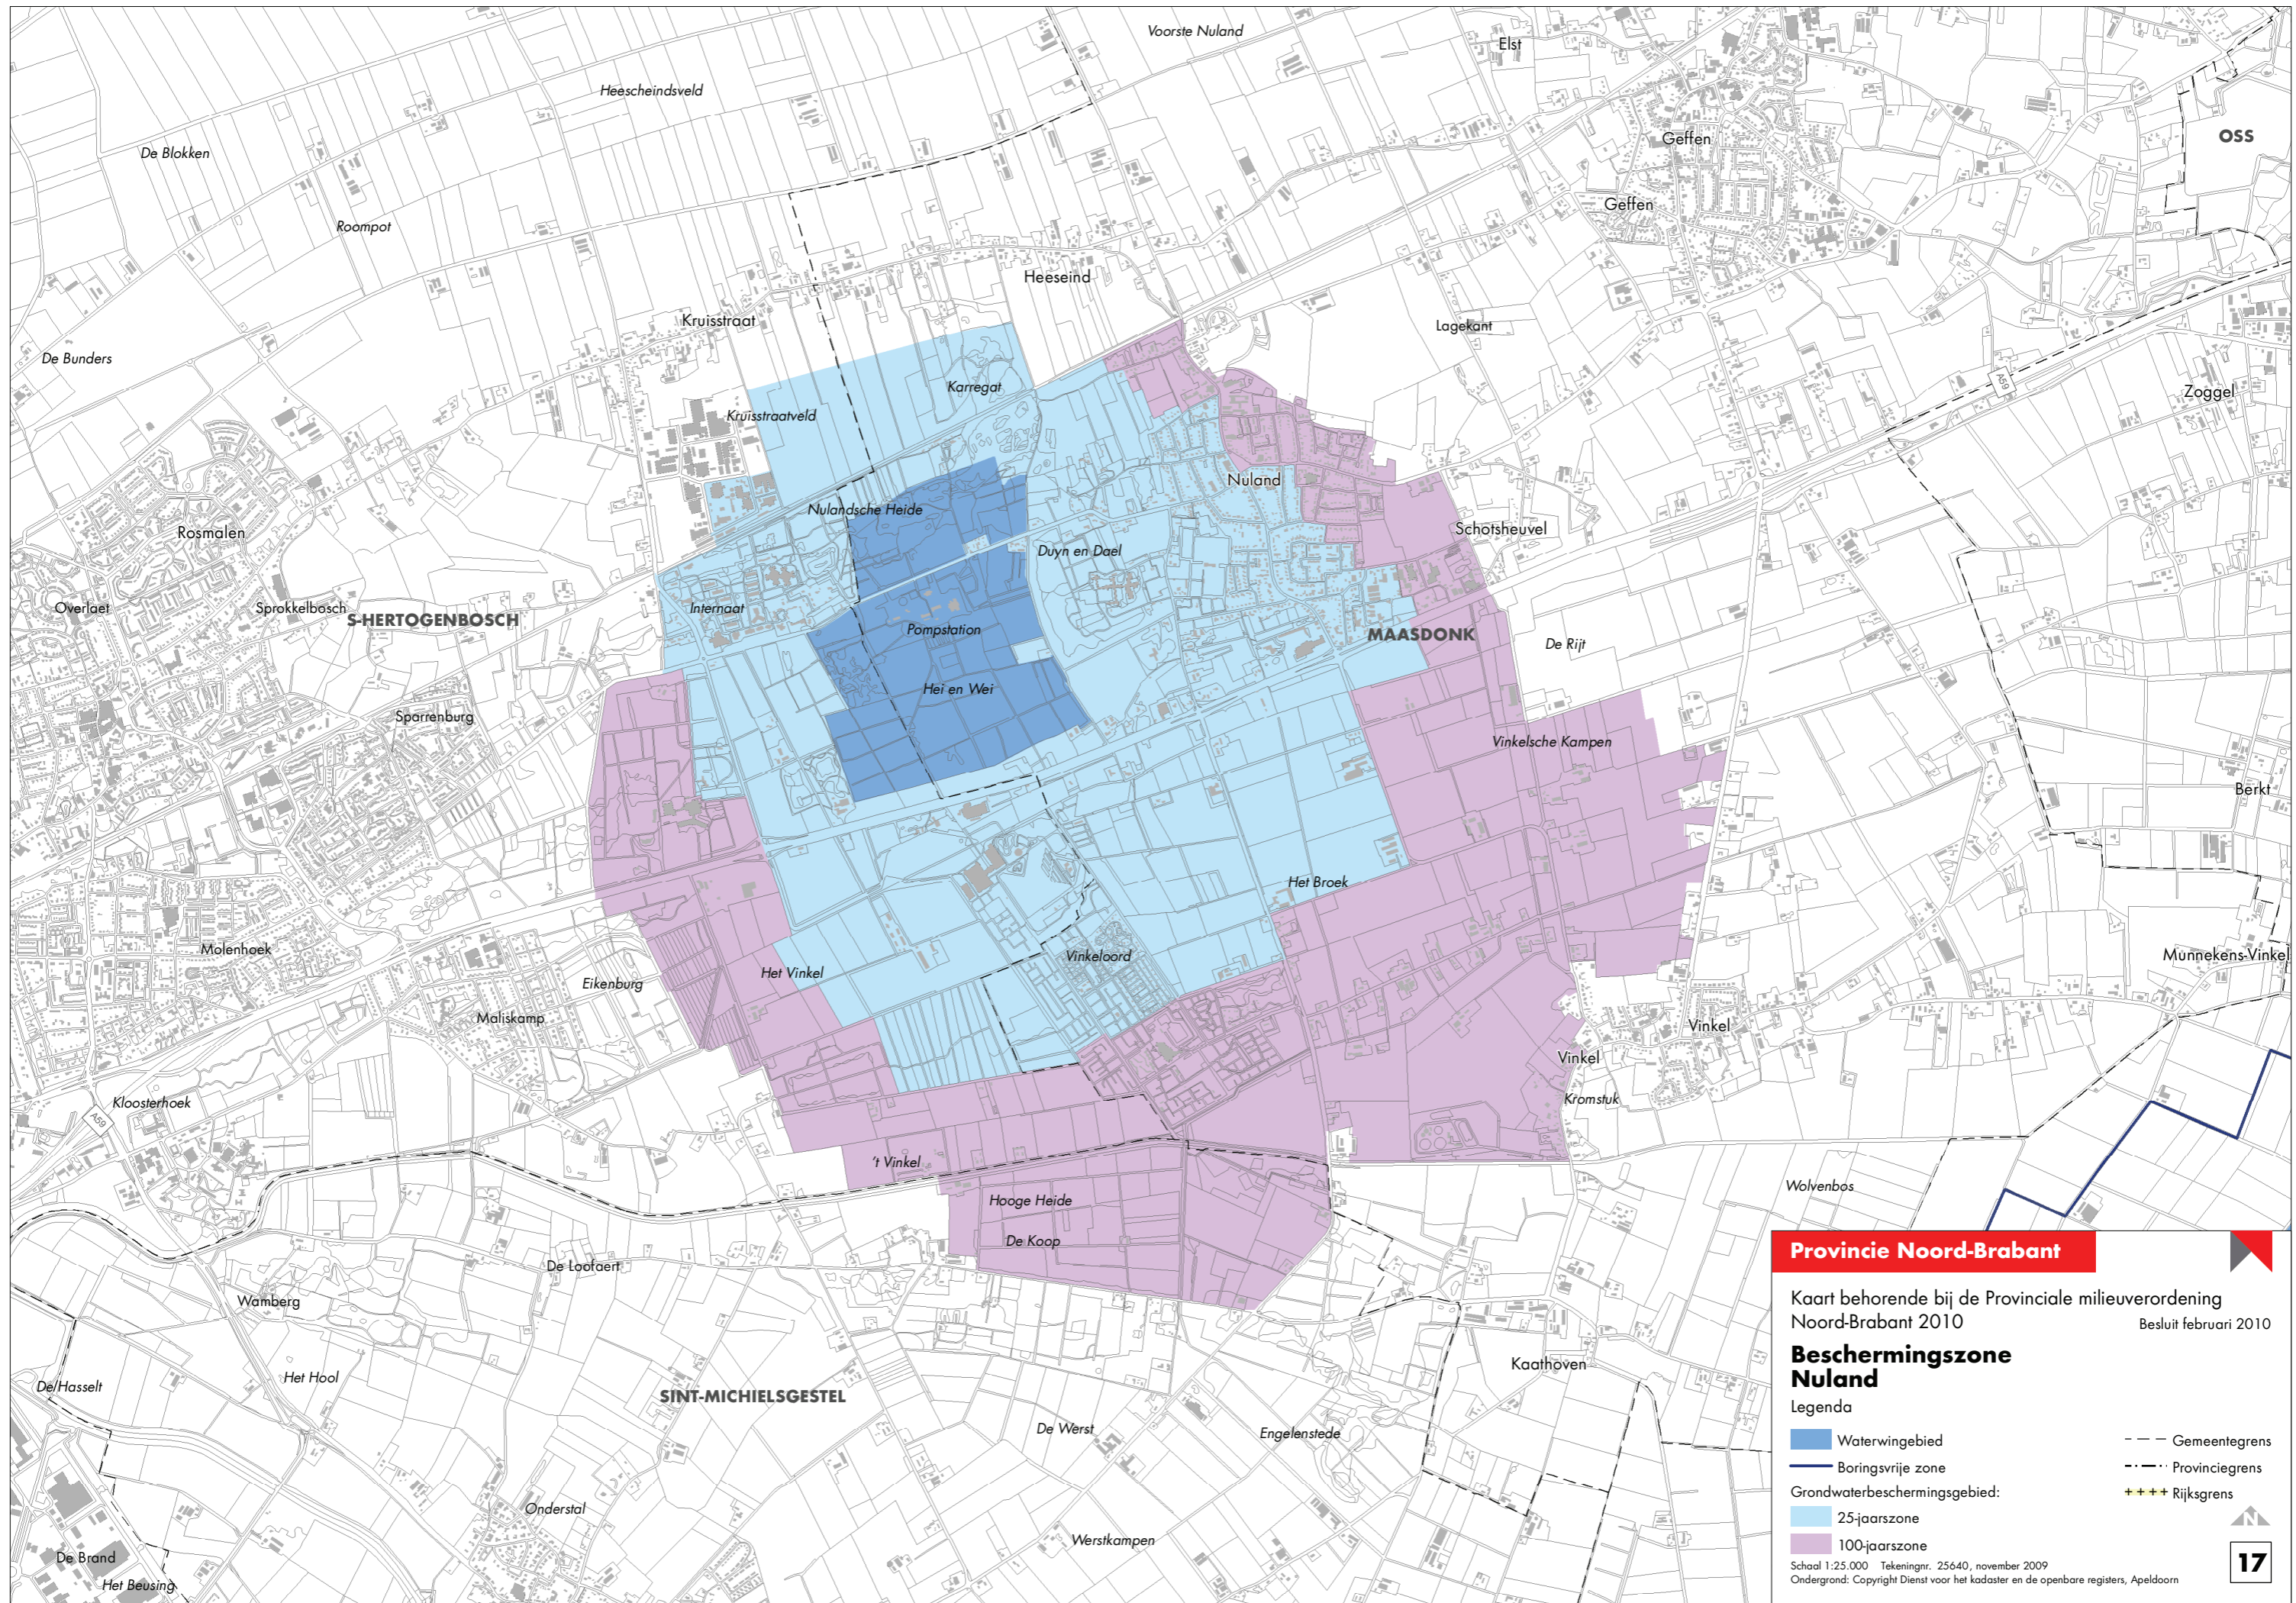 Voorste Nuland
Elst
Heescheindsveld
Geffen
OSS
De Blokken
Geffen
Roompot
Heeseind
Kruisstraat
Lagekant
De Bunders
Karregat
A59
Zoggel
Kruisstraatveld
Nuland
Nulandsche Heide
Schotsheuvel
Rosmalen
Duyn en Dael
Overlaet
Sprokkelbosch
S-HERTOGENBOSCH
Internaat
Pompstation
MAASDONK
De Rijt
Hei en Wei
Sparrenburg
Vinkelsche Kampen
Berkt
Het Broek
Molenhoek
Vinkeloord
Munnekens-Vinkel
Het Vinkel
Eikenburg
Maliskamp
Vinkel
Vinkel
Kloosterhoek
Kromstuk
A59
't Vinkel
Wolvenbos
Hooge Heide
De Koop
De Loofaert
Wamberg
Kaathoven
Het Hool
De Hasselt
SINT-MICHIELSGESTEL
De Werst
Engelenstede
Onderstal
Werstkampen
De Brand
Het Beusing
Provincie Noord-Brabant
Kaart behorende bij de Provinciale milieuverordening
Noord-Brabant 2010 Besluit februari 2010
Beschermingszone
Nuland
Legenda
Waterwingebied
Gemeentegrens
Boringsvrije zone
Provinciegrens
Grondwaterbeschermingsgebied:
Rijksgrens
25-jaarszone
N
100-jaarszone
Schaal 1:25.000 Tekeningnr. 25640, november 2009
Ondergrond: Copyright Dienst voor het kadaster en de openbare registers, Apeldoorn
17